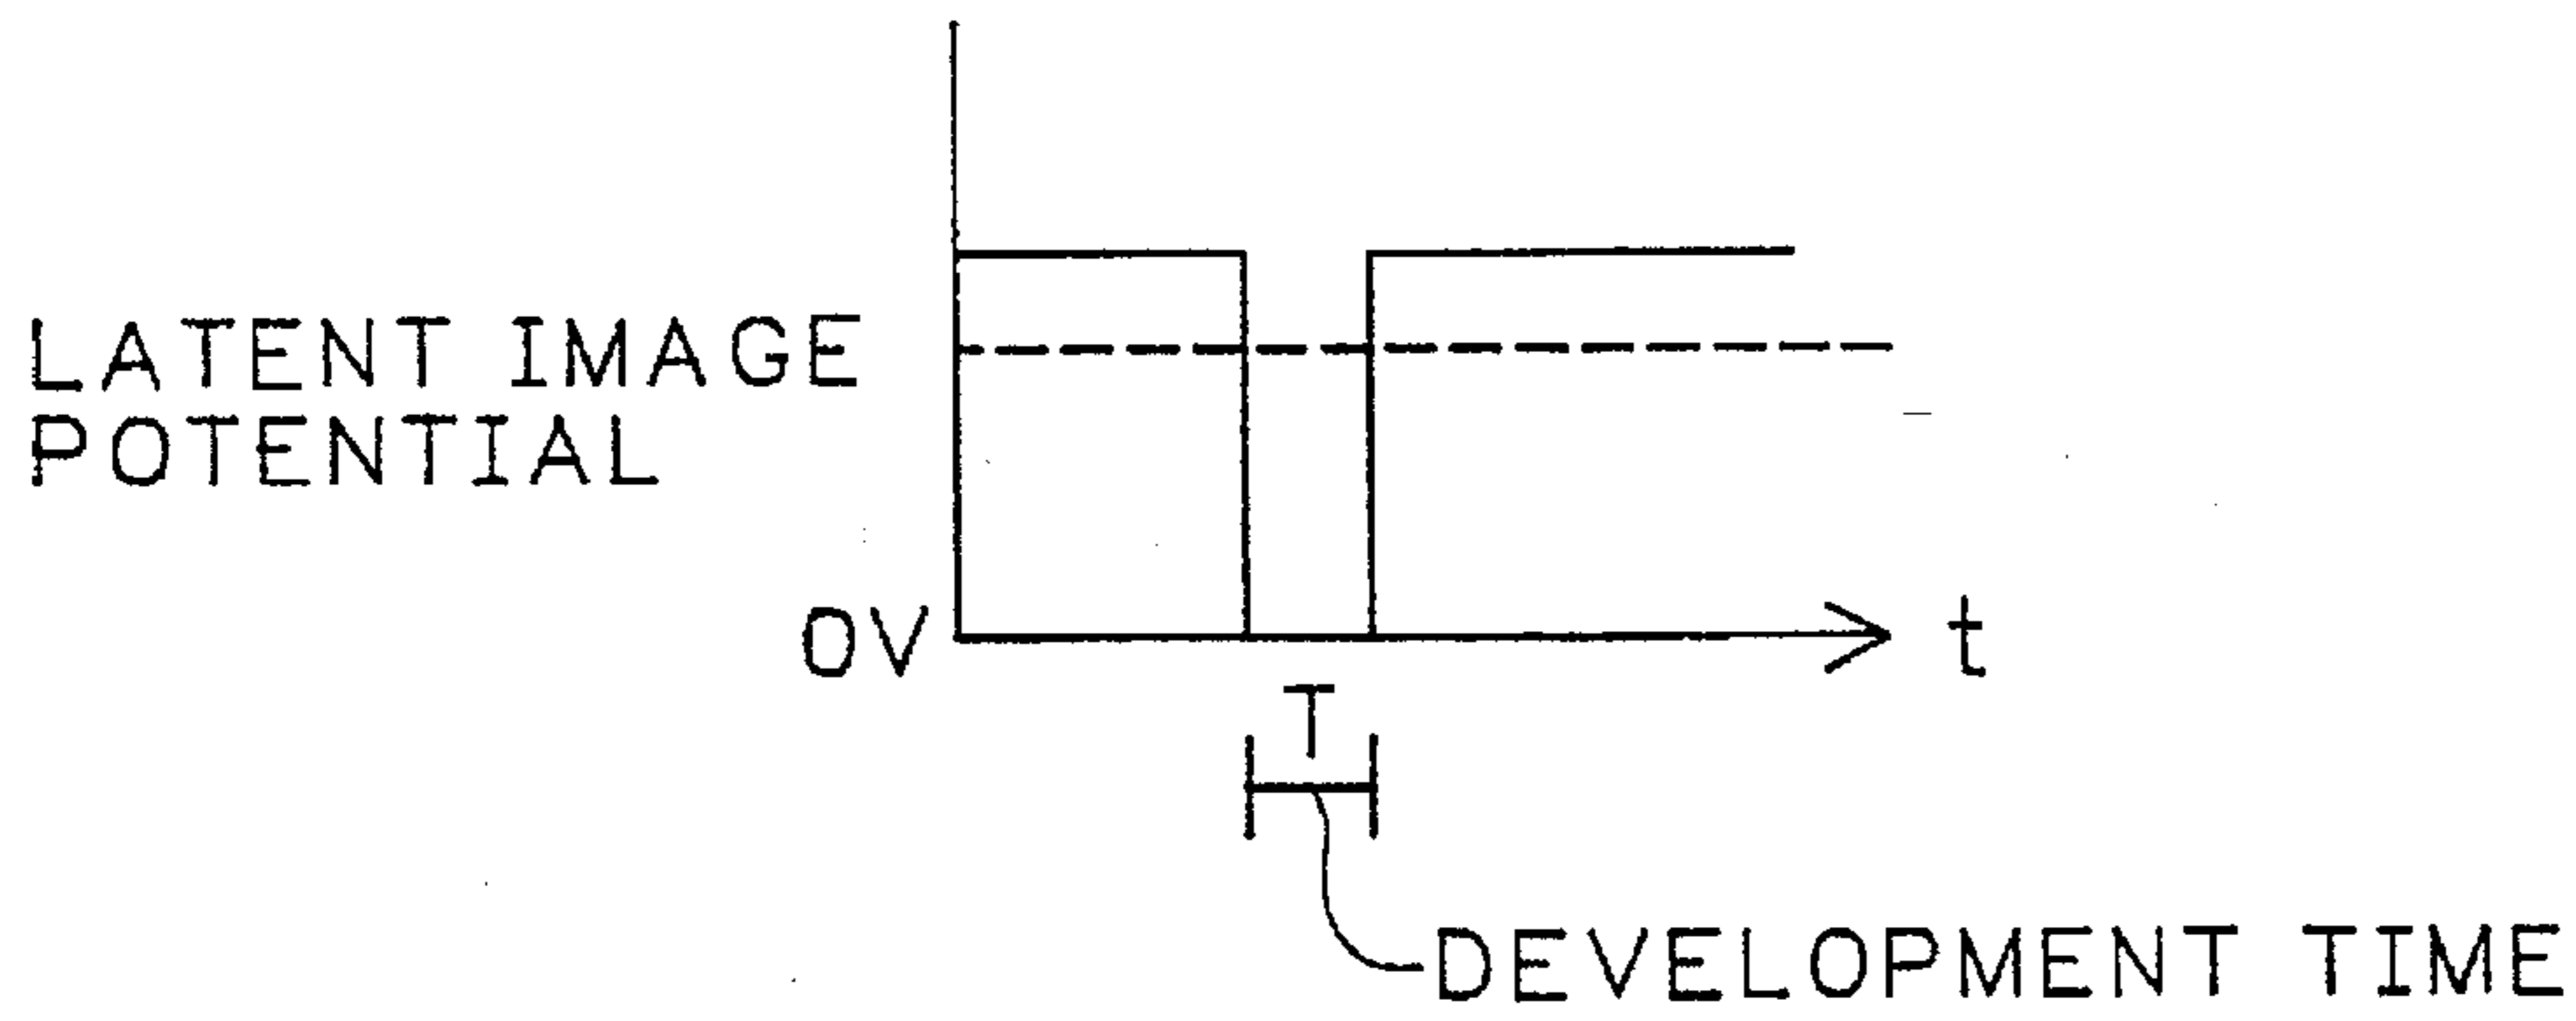 LATENT IMAGE
POTENTIAL
0V
t
T
DEVELOPMENT TIME